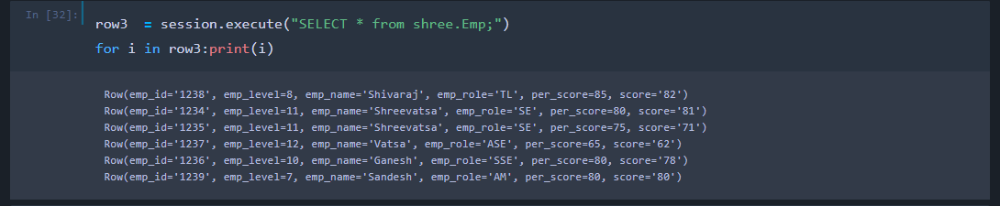 In [32]:
row3  = session.execute("SELECT * from shree.Emp;")
for i in row3:print(i)
Row(emp_id='1238', emp_level=8, emp_name='Shivaraj', emp_role='TL', per_score=85, score='82')
Row(emp_id='1234', emp_level=11, emp_name='Shreevatsa', emp_role='SE', per_score=80, score='81')
Row(emp_id='1235', emp_level=11, emp_name='Shreevatsa', emp_role='SE', per_score=75, score='71')
Row(emp_id='1237', emp_level=12, emp_name='Vatsa', emp_role='ASE', per_score=65, score='62')
Row(emp_id='1236', emp_level=10, emp_name='Ganesh', emp_role='SSE', per_score=80, score='78')
Row(emp_id='1239', emp_level=7, emp_name='Sandesh', emp_role='AM', per_score=80, score='80')